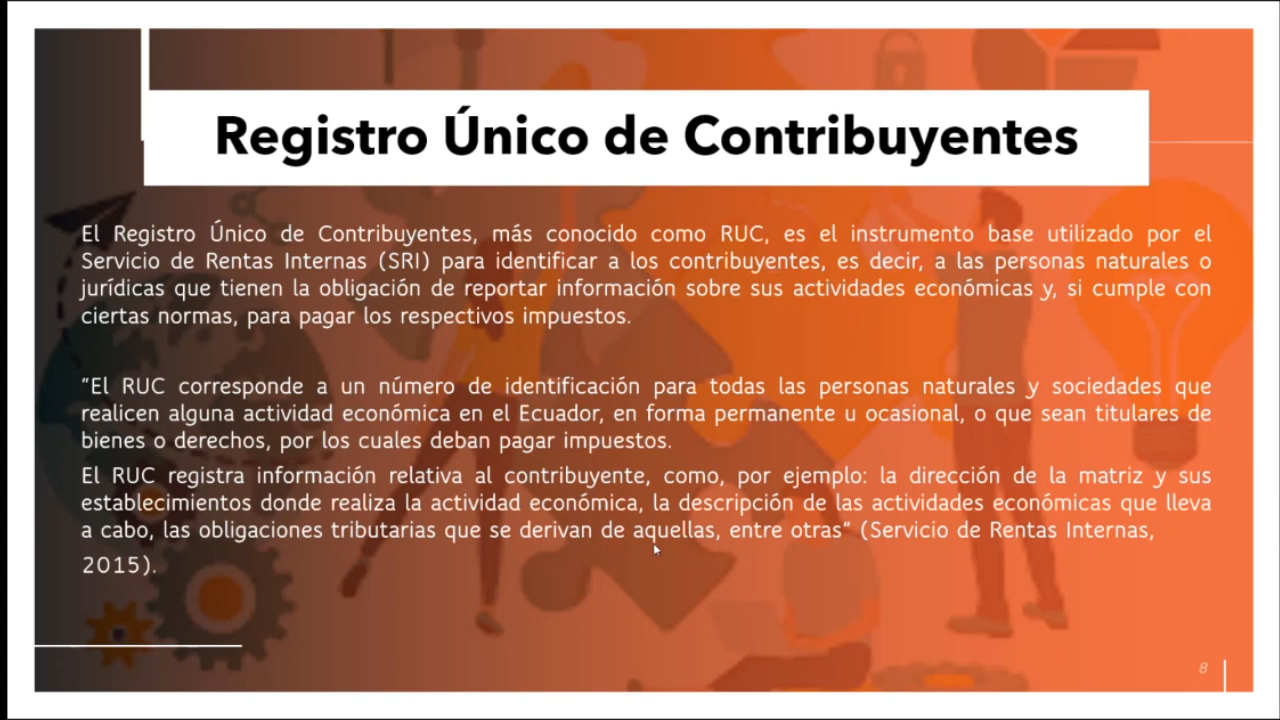 Registro Único de Contribuyentes
El Registro Único de Contribuyentes, más conocido como RUC, es el instrumento base utilizado por el
Servicio de Rentas Internas (SRI) para identificar a los contribuyentes, es decir, a las personas naturales o
jurídicas que tienen la obligación de reportar información sobre sus actividades económicas y, si cumple con
ciertas normas, para pagar los respectivos impuestos.
"El RUC corresponde a un número de identificación para todas las personas naturales y sociedades que
realicen alguna actividad económica en el Ecuador, en forma permanente u ocasional, o que sean titulares de
bienes o derechos, por los cuales deban pagar impuestos.
El RUC registra información relativa al contribuyente, como, por ejemplo: la dirección de la matriz y sus
establecimientos donde realiza la actividad económica, la descripción de las actividades económicas que lleva
a cabo, las obligaciones tributarias que se derivan de aquellas, entre otras" (Servicio de Rentas Internas,
2015).
8